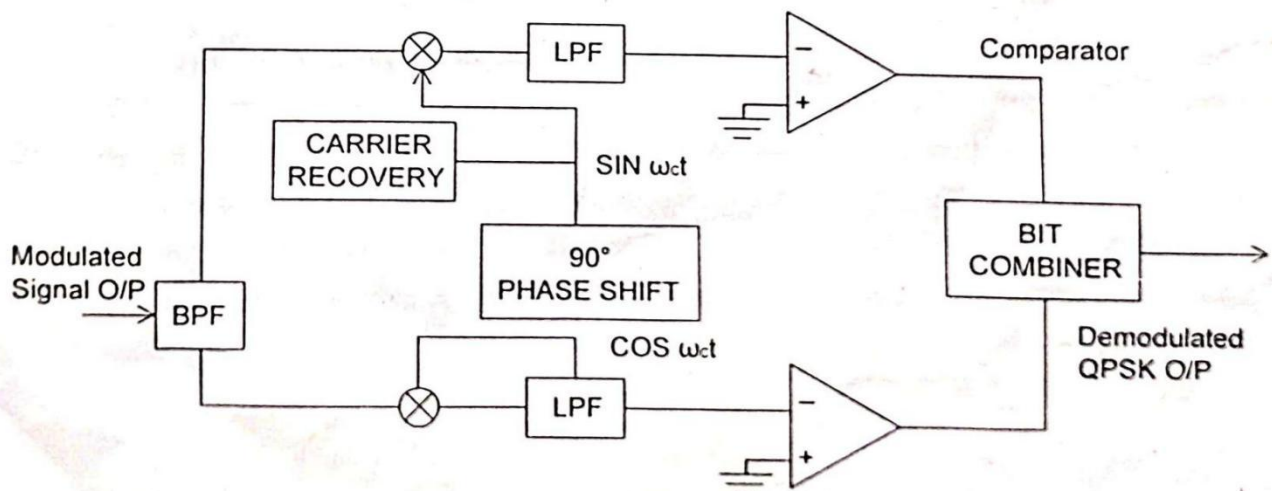 LPF
−
+
Comparator
CARRIER
RECOVERY
SIN ωct
Modulated
Signal O/P
BPF
90°
PHASE SHIFT
BIT
COMBINER
COS ωct
LPF
−
+
Demodulated
QPSK O/P